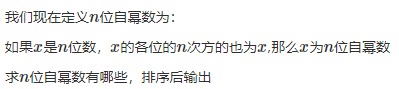 我们现在定义n位自幂数为：
如果x是n位数，x的各位的n次方的也为x,那么x为n位自幂数
求n位自幂数有哪些，排序后输出